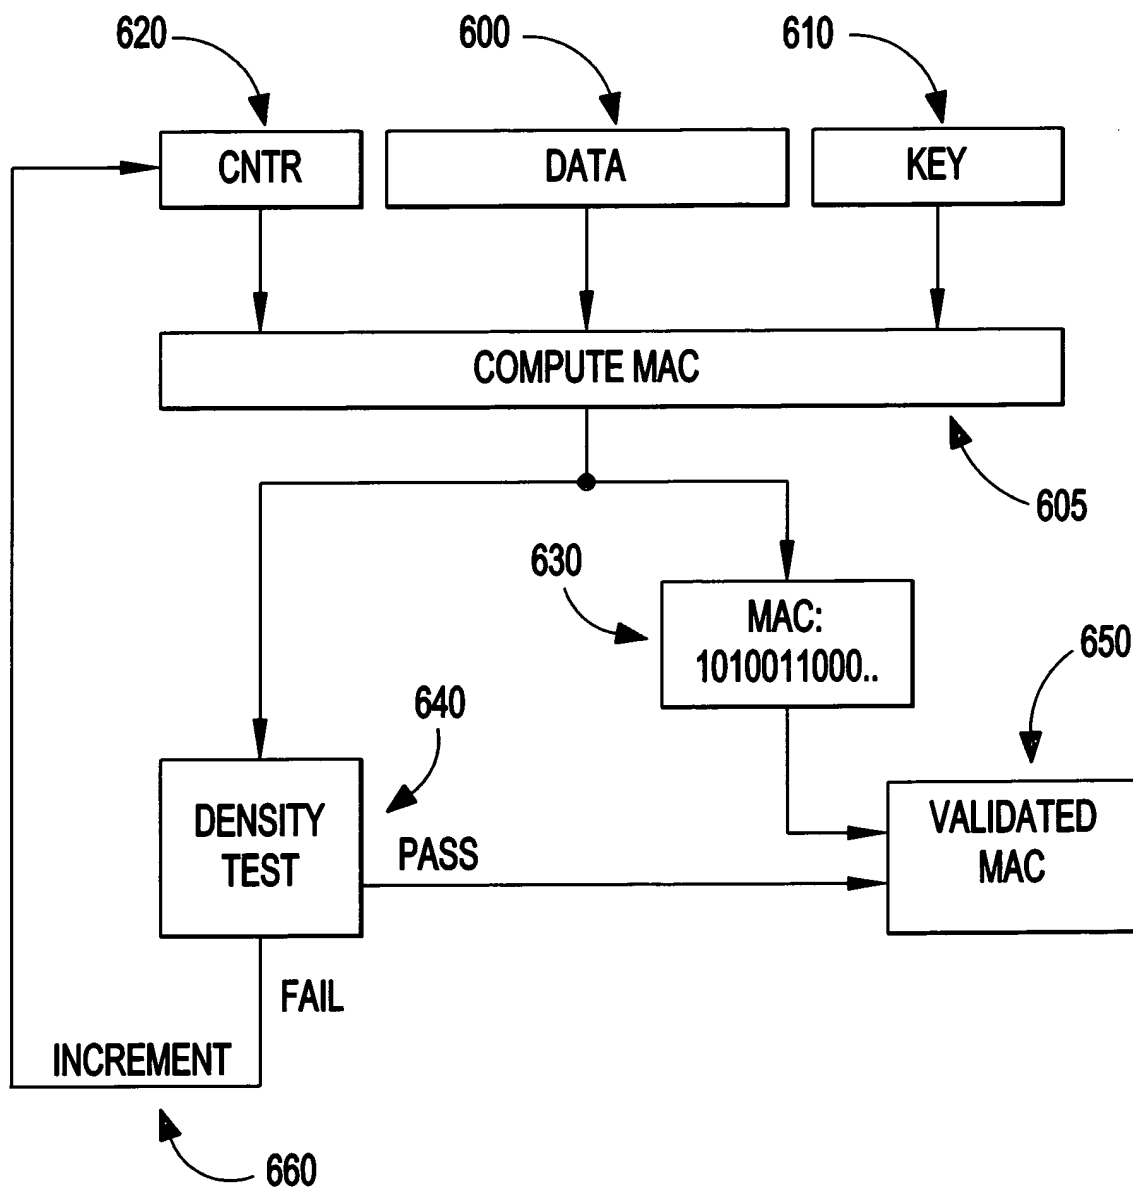 620
600
610
CNTR
DATA
KEY
COMPUTE MAC
605
630
MAC:
1010011000..
650
640
DENSITY
TEST
PASS
VALIDATED
MAC
FAIL
INCREMENT
660